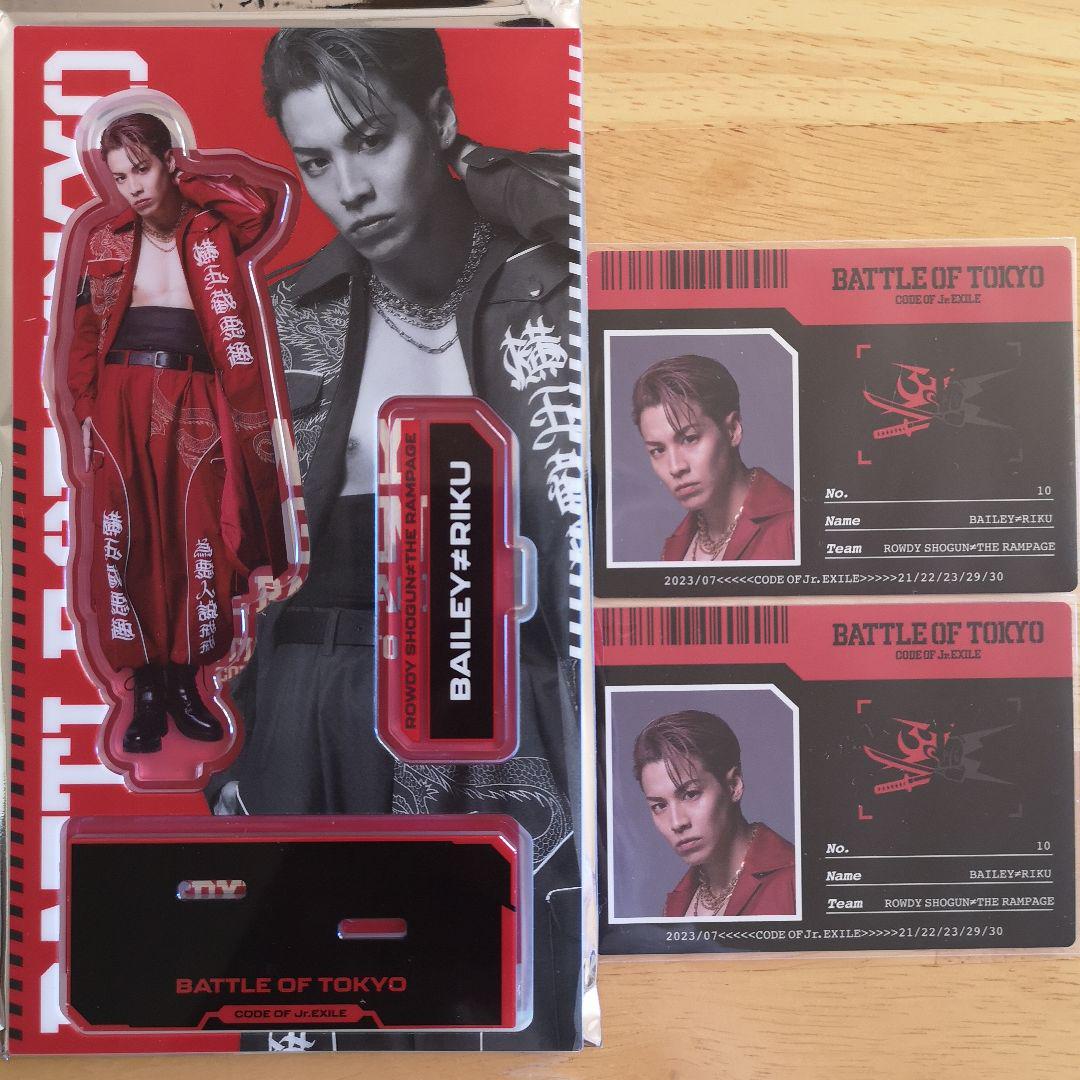 ROWDY SHOGUN≠THE RAMPAGE
BAILEY≠RIKU
BATTLE OF TOKYO
CODE OF Jr.EXILE
BATTLE OF TOKYO
CODE OF Jr.EXILE
No. 10
Name BAILEY≠RIKU
Team ROWDY SHOGUN≠THE RAMPAGE
2023/07<<<<<CODE OF Jr.EXILE>>>>>21/22/23/29/30
BATTLE OF TOKYO
CODE OF Jr.EXILE
No. 10
Name BAILEY≠RIKU
Team ROWDY SHOGUN≠THE RAMPAGE
2023/07<<<<<CODE OF Jr.EXILE>>>>>21/22/23/29/30